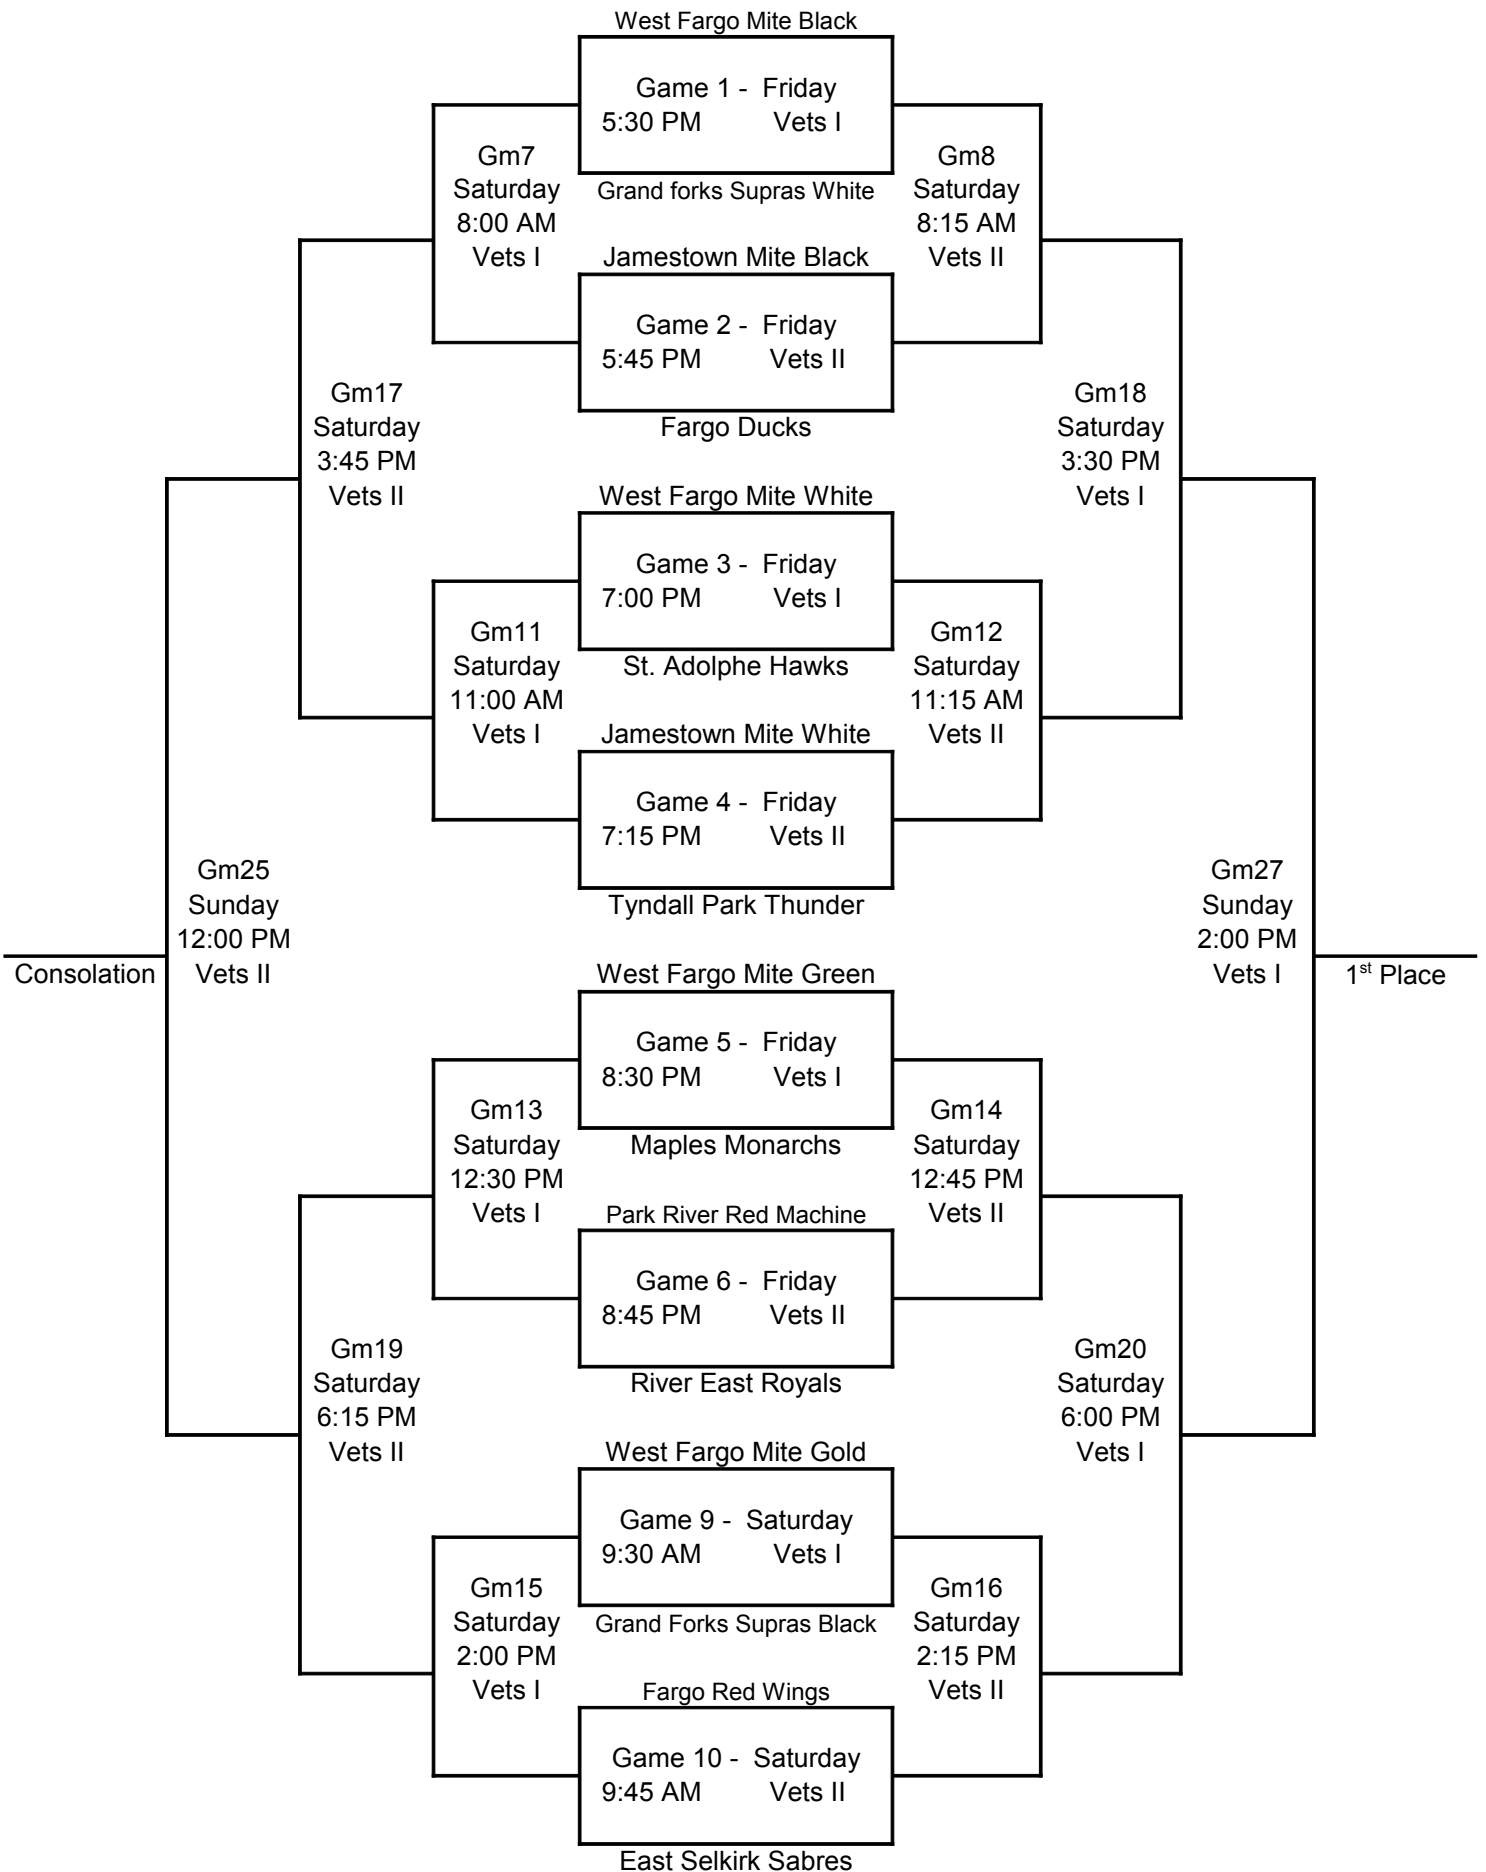 West Fargo Mite Black
Game 1 - Friday
5:30 PM Vets I
Grand forks Supras White
Gm7
Saturday
8:00 AM
Vets I
Gm8
Saturday
8:15 AM
Vets II
Jamestown Mite Black
Game 2 - Friday
5:45 PM Vets II
Fargo Ducks
Gm17
Saturday
3:45 PM
Vets II
Gm18
Saturday
3:30 PM
Vets I
West Fargo Mite White
Game 3 - Friday
7:00 PM Vets I
St. Adolphe Hawks
Gm11
Saturday
11:00 AM
Vets I
Gm12
Saturday
11:15 AM
Vets II
Jamestown Mite White
Game 4 - Friday
7:15 PM Vets II
Tyndall Park Thunder
Gm25
Sunday
12:00 PM
Vets II
Consolation
Gm27
Sunday
2:00 PM
Vets I
1st Place
West Fargo Mite Green
Game 5 - Friday
8:30 PM Vets I
Maples Monarchs
Gm13
Saturday
12:30 PM
Vets I
Gm14
Saturday
12:45 PM
Vets II
Park River Red Machine
Game 6 - Friday
8:45 PM Vets II
River East Royals
Gm19
Saturday
6:15 PM
Vets II
Gm20
Saturday
6:00 PM
Vets I
West Fargo Mite Gold
Game 9 - Saturday
9:30 AM Vets I
Grand Forks Supras Black
Gm15
Saturday
2:00 PM
Vets I
Gm16
Saturday
2:15 PM
Vets II
Fargo Red Wings
Game 10 - Saturday
9:45 AM Vets II
East Selkirk Sabres